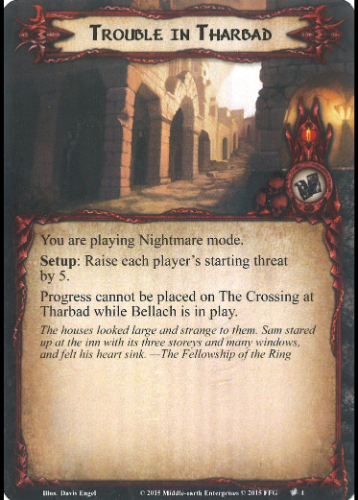 Trouble in Tharbad
You are playing Nightmare mode.
Setup: Raise each player's starting threat
by 5.
Progress cannot be placed on The Crossing at
Tharbad while Bellach is in play.
The houses looked large and strange to them. Sam stared
up at the inn with its three storeys and many windows,
and felt his heart sink. —The Fellowship of the Ring
Illus. Davis Engel © 2015 Middle-earth Enterprises © 2015 FFG 1